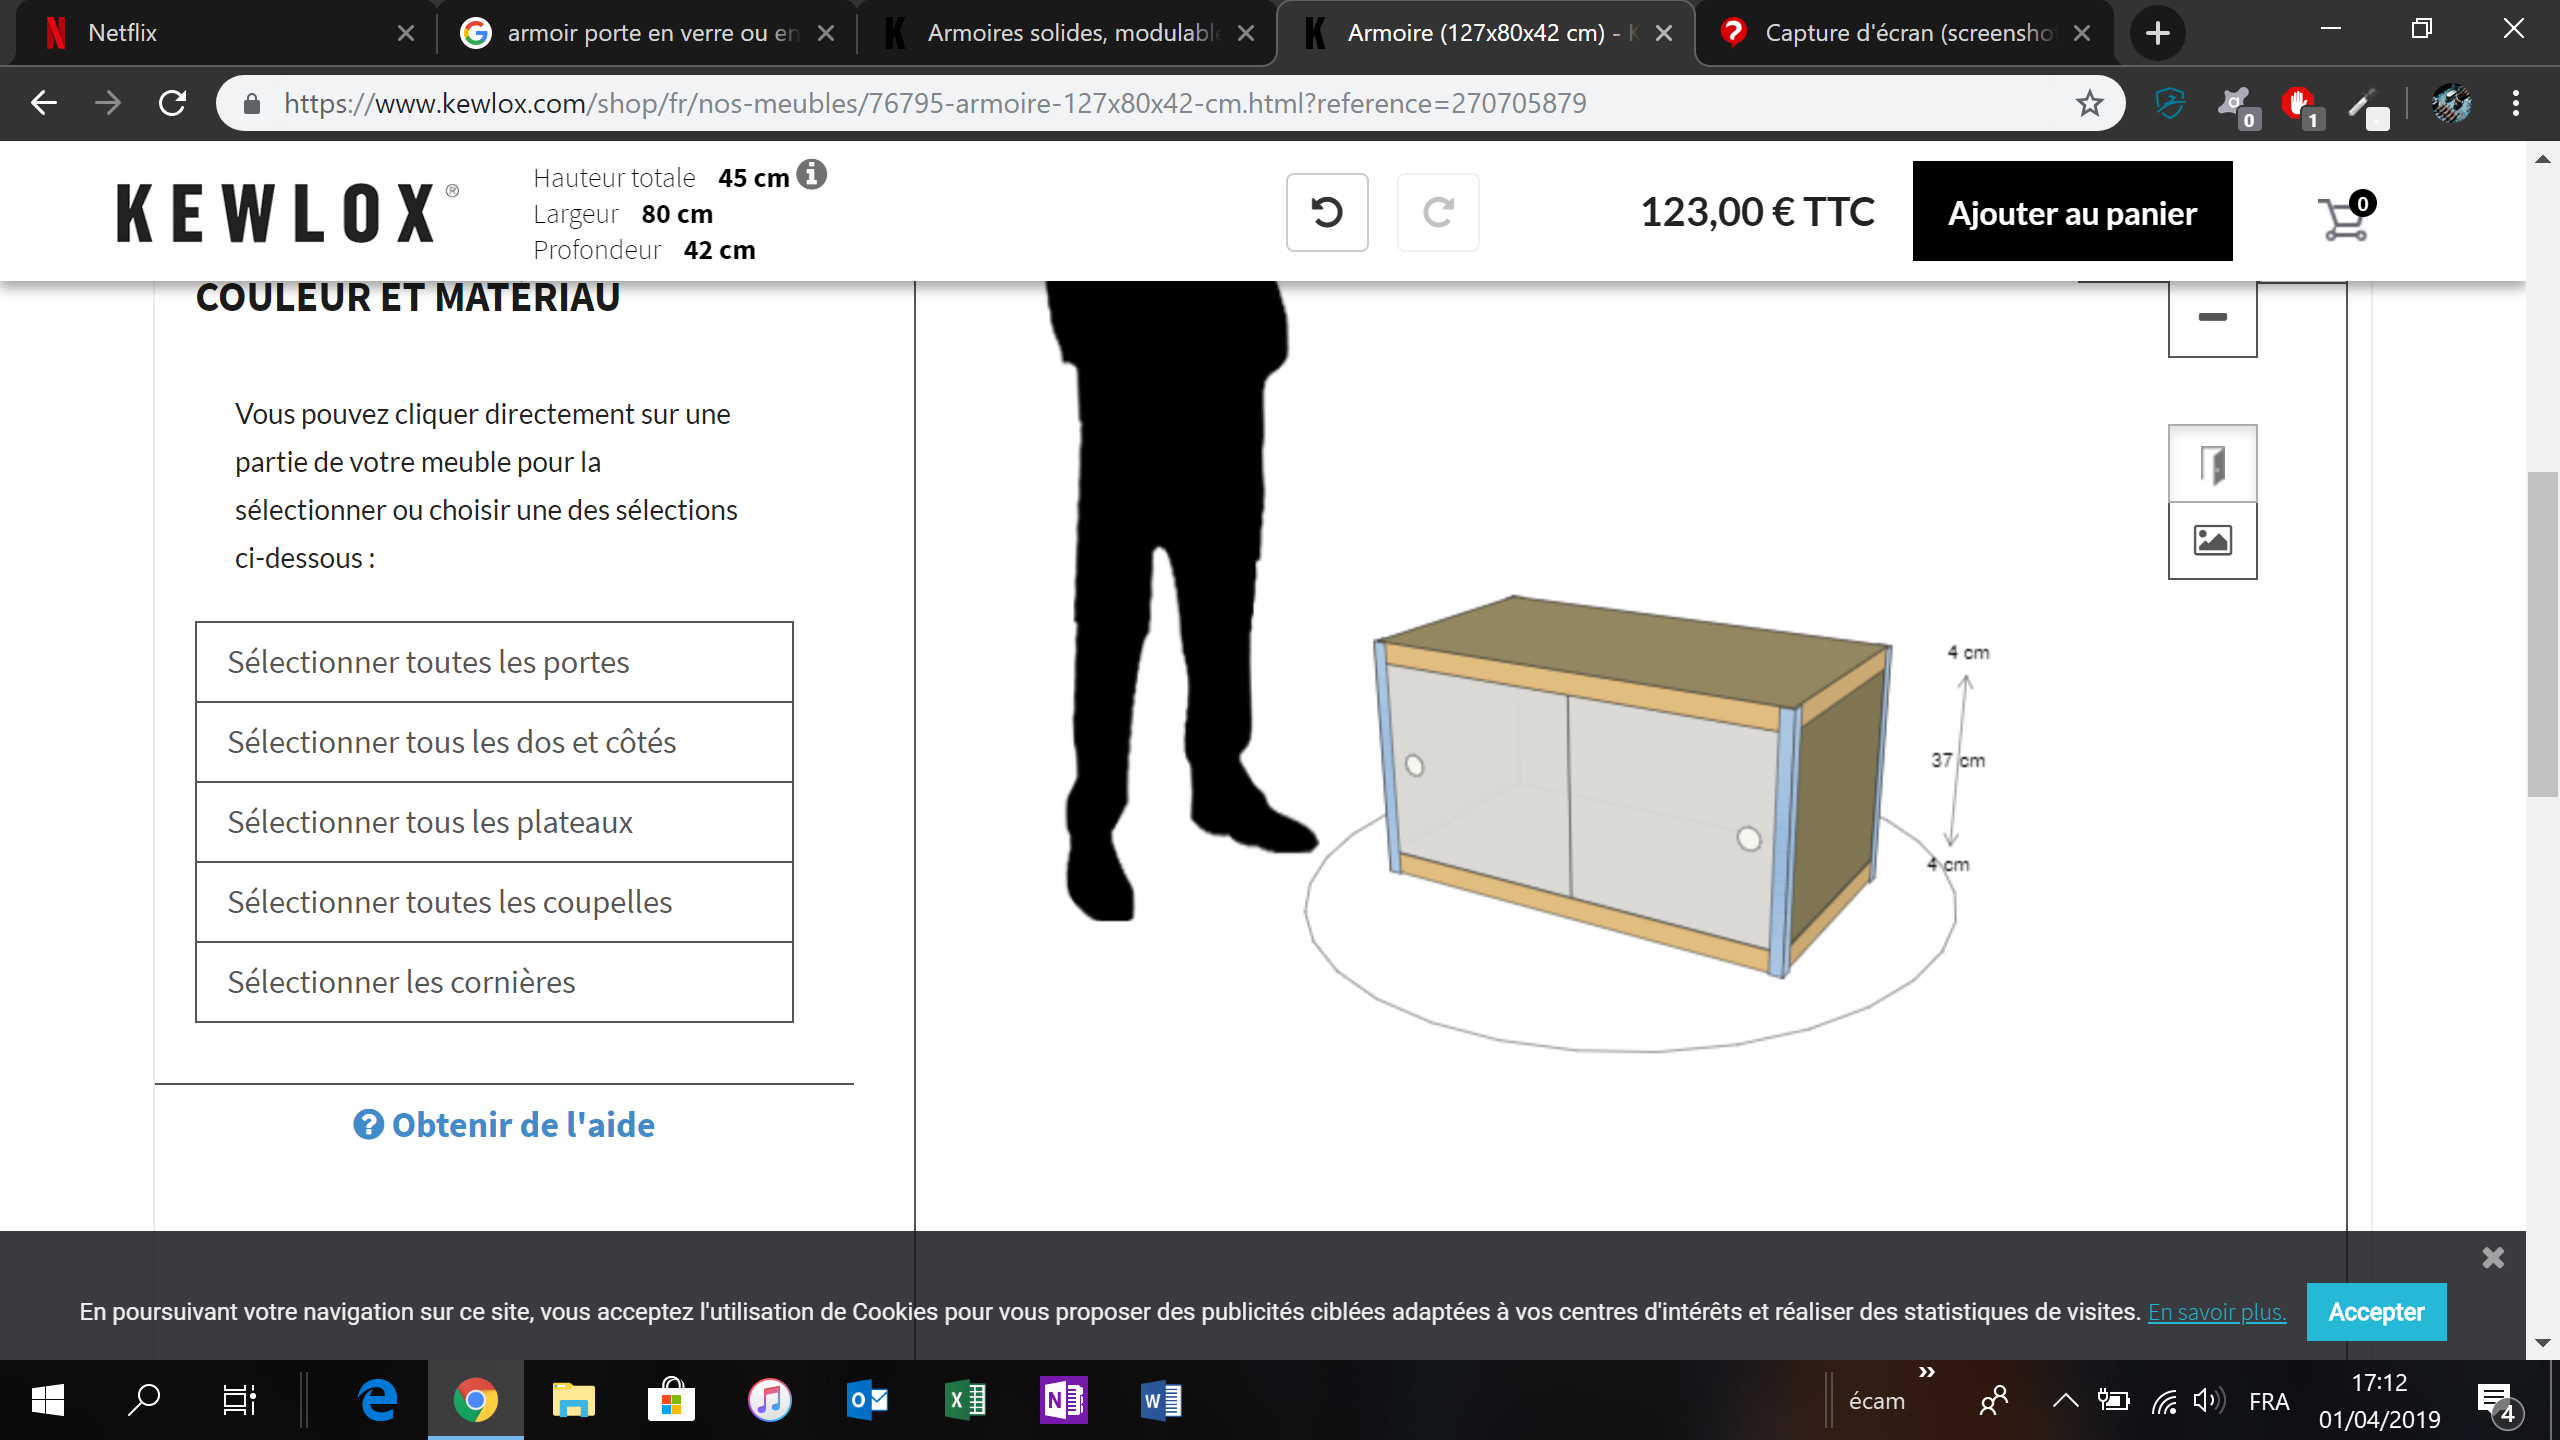 Netflix
armoir porte en verre ou en
Armoires solides, modulabl
Armoire (127x80x42 cm) - K
Capture d'écran (screensho
https://www.kewlox.com/shop/fr/nos-meubles/76795-armoire-127x80x42-cm.html?reference=270705879
0
1
KEWLOX®
Hauteur totale 45 cm
Largeur 80 cm
Profondeur 42 cm
123,00 € TTC
Ajouter au panier
0
COULEUR ET MATÉRIAU
Vous pouvez cliquer directement sur une
partie de votre meuble pour la
sélectionner ou choisir une des sélections
ci-dessous :
Sélectionner toutes les portes
Sélectionner tous les dos et côtés
Sélectionner tous les plateaux
Sélectionner toutes les coupelles
Sélectionner les cornières
Obtenir de l'aide
4 cm
37 cm
4 cm
En poursuivant votre navigation sur ce site, vous acceptez l'utilisation de Cookies pour vous proposer des publicités ciblées adaptées à vos centres d'intérêts et réaliser des statistiques de visites. En savoir plus.
Accepter
écam
FRA
17:12
01/04/2019
4